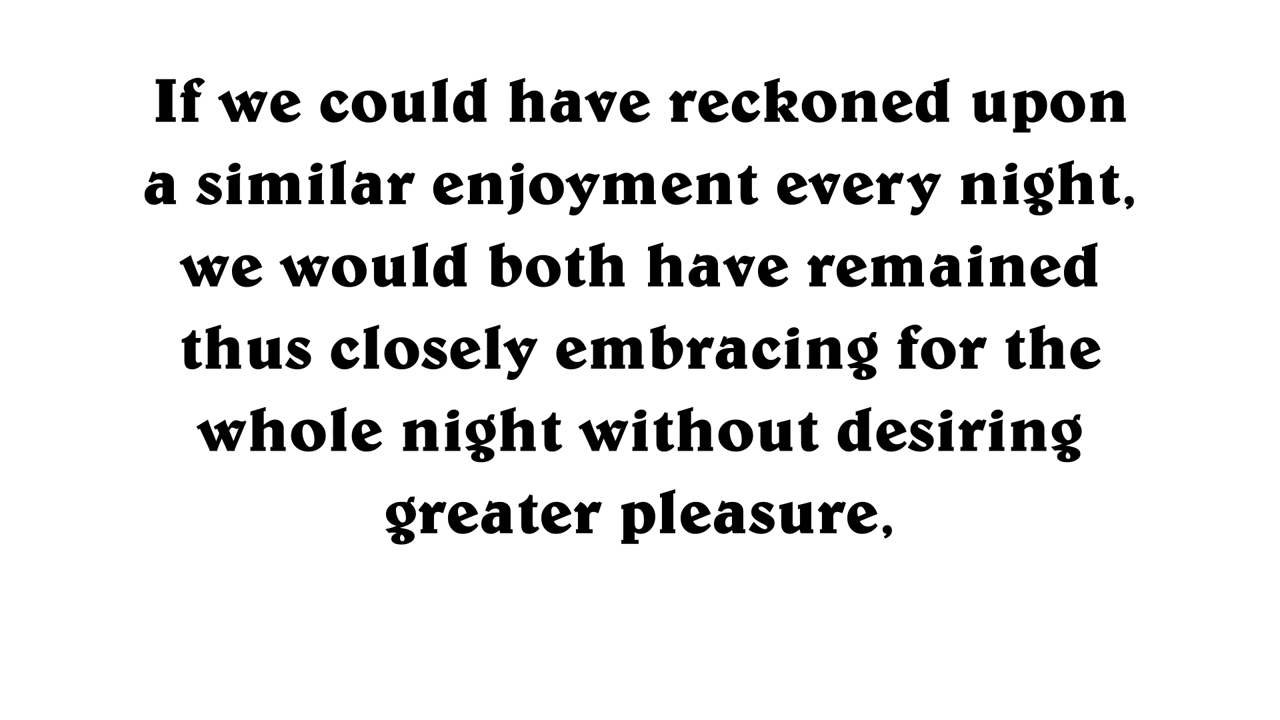 If we could have reckoned upon
a similar enjoyment every night,
we would both have remained
thus closely embracing for the
whole night without desiring
greater pleasure,